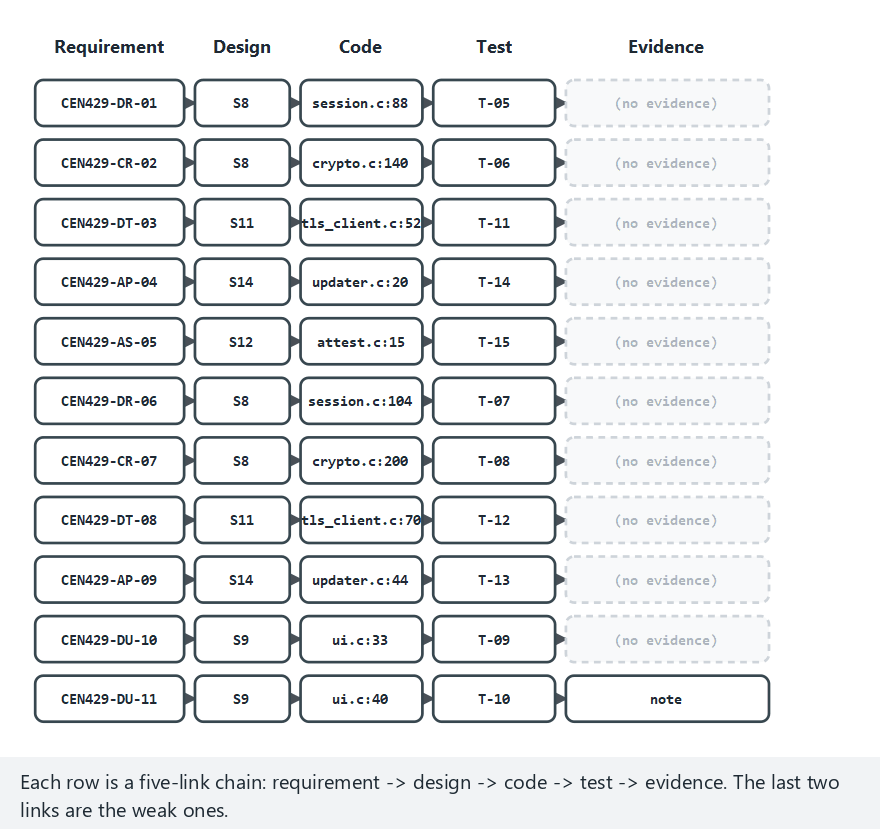 Requirement Design Code Test Evidence
CEN429-DR-01 S8 session.c:88 T-05 (no evidence)
CEN429-CR-02 S8 crypto.c:140 T-06 (no evidence)
CEN429-DT-03 S11 tls_client.c:52 T-11 (no evidence)
CEN429-AP-04 S14 updater.c:20 T-14 (no evidence)
CEN429-AS-05 S12 attest.c:15 T-15 (no evidence)
CEN429-DR-06 S8 session.c:104 T-07 (no evidence)
CEN429-CR-07 S8 crypto.c:200 T-08 (no evidence)
CEN429-DT-08 S11 tls_client.c:70 T-12 (no evidence)
CEN429-AP-09 S14 updater.c:44 T-13 (no evidence)
CEN429-DU-10 S9 ui.c:33 T-09 (no evidence)
CEN429-DU-11 S9 ui.c:40 T-10 note
Each row is a five-link chain: requirement -> design -> code -> test -> evidence. The last two
links are the weak ones.